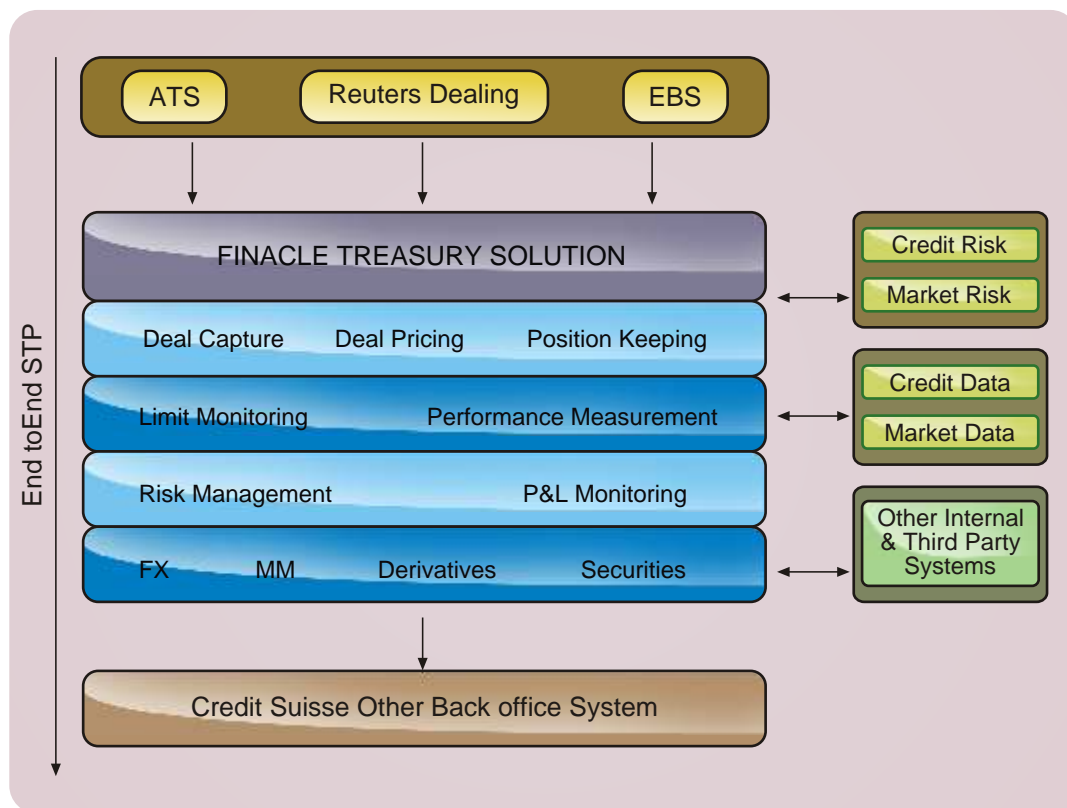 ATS
Reuters Dealing
EBS
FINACLE TREASURY SOLUTION
Deal Capture
Deal Pricing
Position Keeping
Limit Monitoring
Performance Measurement
Risk Management
P&L Monitoring
FX
MM
Derivatives
Securities
Credit Suisse Other Back office System
Credit Risk
Market Risk
Credit Data
Market Data
Other Internal
& Third Party
Systems
End toEnd STP